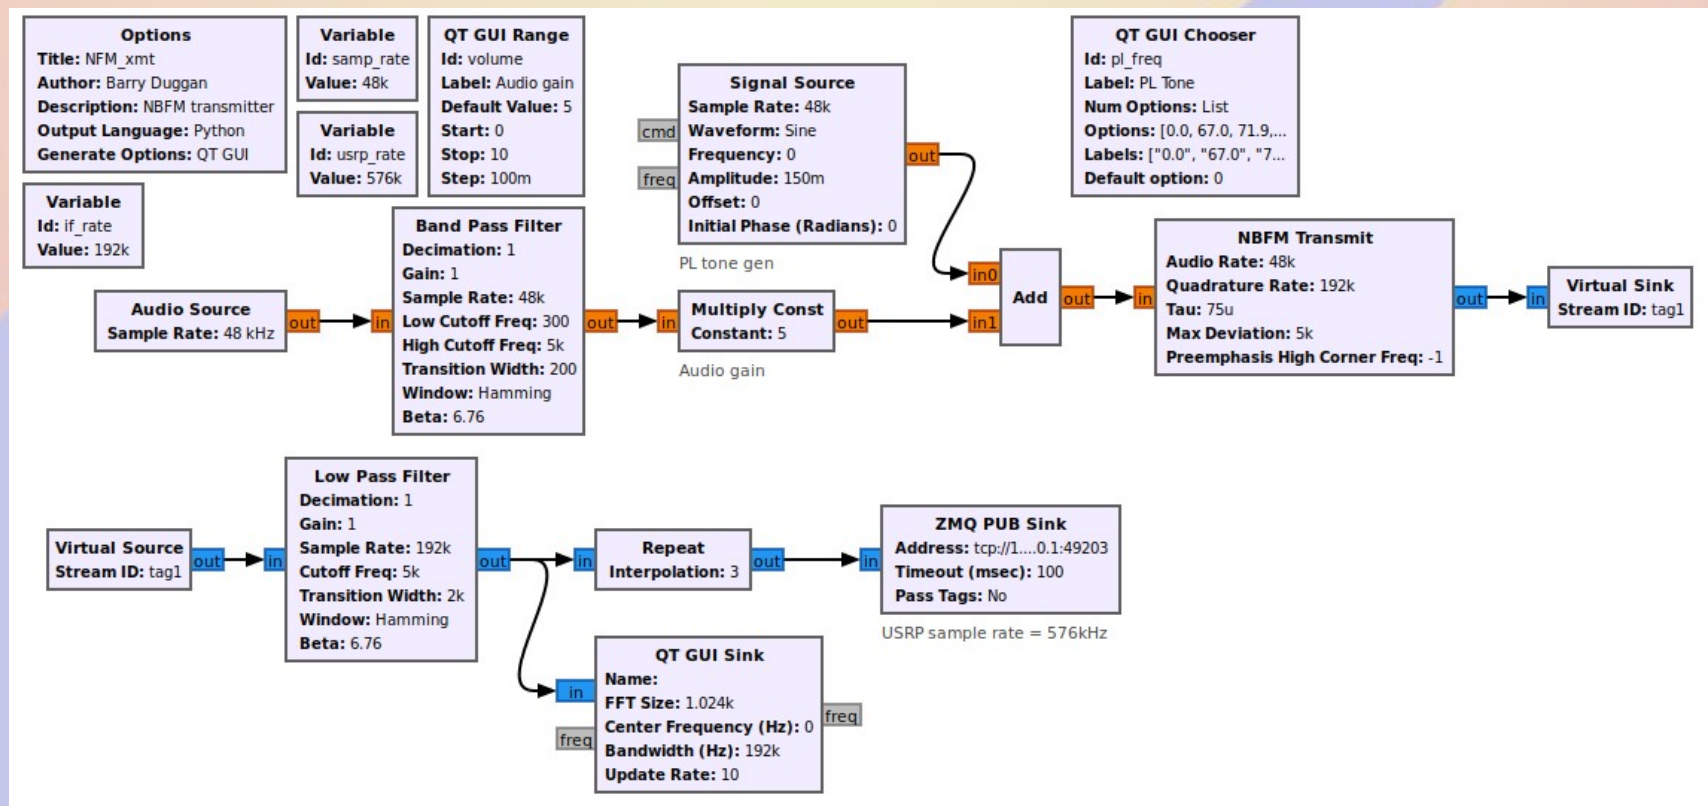 Options
Title: NFM_xmt
Author: Barry Duggan
Description: NBFM transmitter
Output Language: Python
Generate Options: QT GUI
Variable
Id: samp_rate
Value: 48k
Variable
Id: usrp_rate
Value: 576k
QT GUI Range
Id: volume
Label: Audio gain
Default Value: 5
Start: 0
Stop: 10
Step: 100m
Variable
Id: if_rate
Value: 192k
Signal Source
Sample Rate: 48k
Waveform: Sine
Frequency: 0
Amplitude: 150m
Offset: 0
Initial Phase (Radians): 0
cmd
freq
out
PL tone gen
QT GUI Chooser
Id: pl_freq
Label: PL Tone
Num Options: List
Options: [0.0, 67.0, 71.9,...
Labels: ["0.0", "67.0", "7...
Default option: 0
Audio Source
Sample Rate: 48 kHz
out
in
Band Pass Filter
Decimation: 1
Gain: 1
Sample Rate: 48k
Low Cutoff Freq: 300
High Cutoff Freq: 5k
Transition Width: 200
Window: Hamming
Beta: 6.76
out
in
Multiply Const
Constant: 5
out
Audio gain
in0
in1
Add
out
in
NBFM Transmit
Audio Rate: 48k
Quadrature Rate: 192k
Tau: 75u
Max Deviation: 5k
Preemphasis High Corner Freq: -1
out
in
Virtual Sink
Stream ID: tag1
Virtual Source
Stream ID: tag1
out
in
Low Pass Filter
Decimation: 1
Gain: 1
Sample Rate: 192k
Cutoff Freq: 5k
Transition Width: 2k
Window: Hamming
Beta: 6.76
out
in
Repeat
Interpolation: 3
out
in
ZMQ PUB Sink
Address: tcp://1....0.1:49203
Timeout (msec): 100
Pass Tags: No
USRP sample rate = 576kHz
in
freq
QT GUI Sink
Name:
FFT Size: 1.024k
Center Frequency (Hz): 0
Bandwidth (Hz): 192k
Update Rate: 10
freq